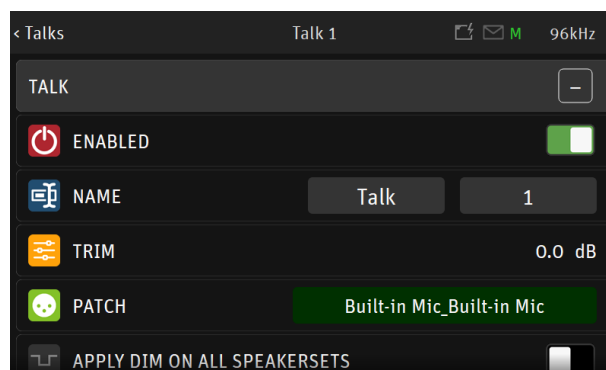 < Talks Talk 1 M 96kHz
TALK –
ENABLED
NAME Talk 1
TRIM 0.0 dB
PATCH Built-in Mic_Built-in Mic
APPLY DIM ON ALL SPEAKERSETS